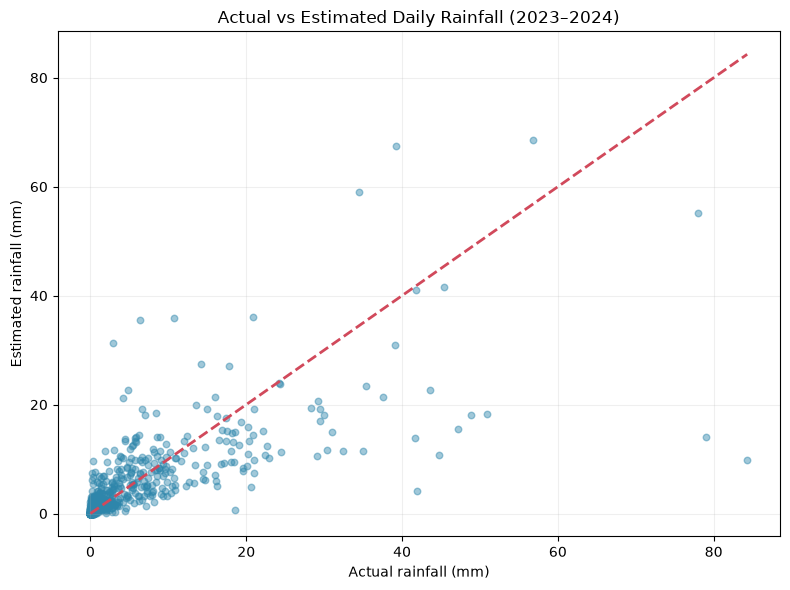 Actual vs Estimated Daily Rainfall (2023–2024)
Estimated rainfall (mm)
80
60
40
20
0
0 20 40 60 80
Actual rainfall (mm)